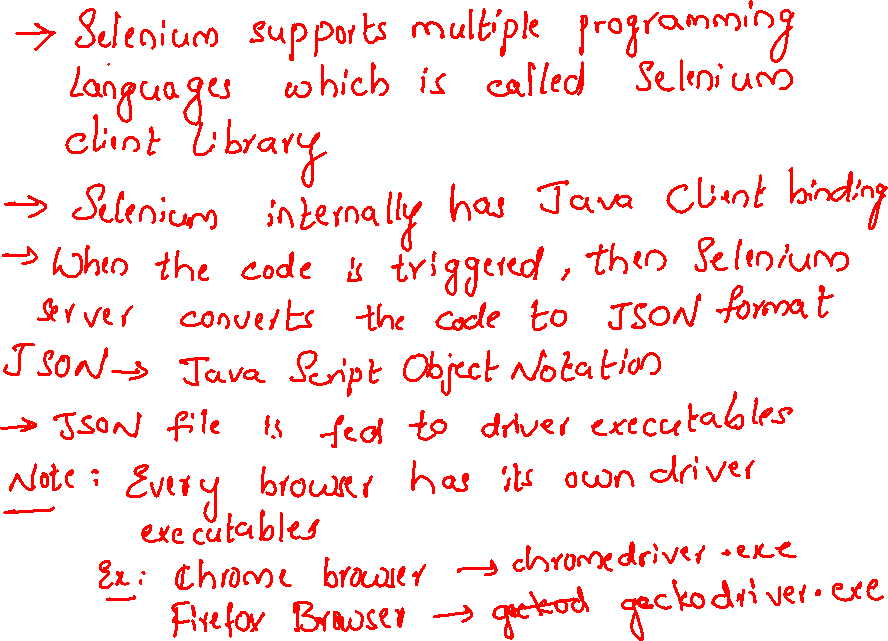 → Selenium supports multiple programming
Languages which is called Selenium
client Library
→ Selenium internally has Java Client binding
→ When the code is triggered, then Selenium
server converts the code to JSON format
JSON → Java Script Object Notation
→ JSON file is fed to driver executables
Note: Every browser has its own driver
executables
Ex: Chrome browser → chromedriver.exe
Firefox Browser → geckod geckodriver.exe